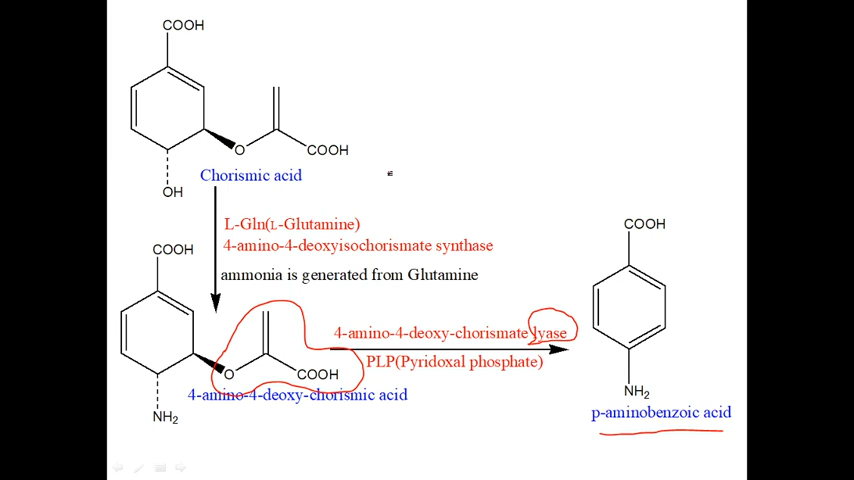 COOH
O
COOH
OH
Chorismic acid
L-Gln(L-Glutamine)
4-amino-4-deoxyisochorismate synthase
ammonia is generated from Glutamine
COOH
O
COOH
NH2
4-amino-4-deoxy-chorismic acid
4-amino-4-deoxy-chorismate lyase
PLP(Pyridoxal phosphate)
COOH
NH2
p-aminobenzoic acid